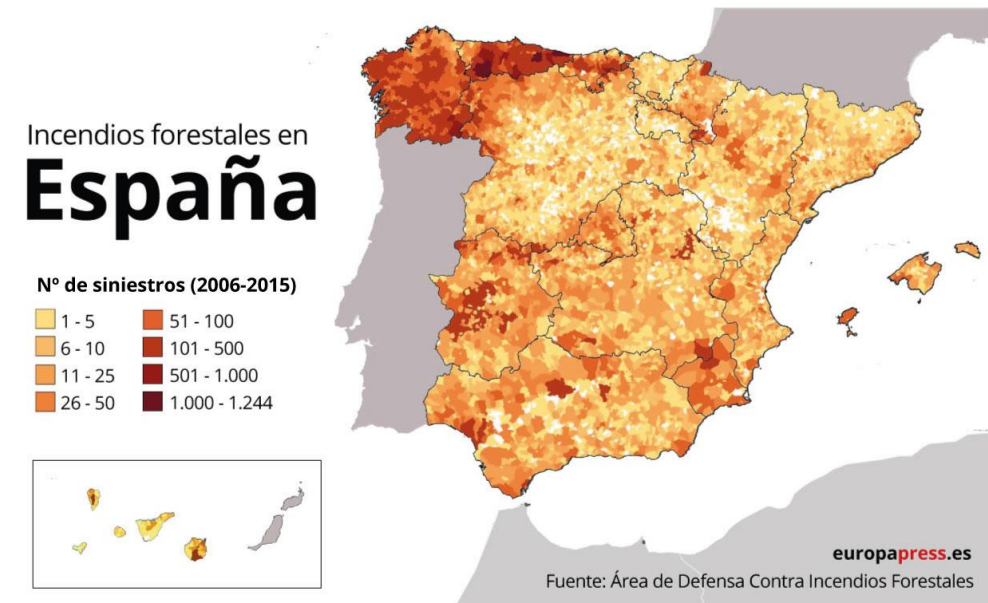 Incendios forestales en
España
Nº de siniestros (2006-2015)
1 - 5
6 - 10
11 - 25
26 - 50
51 - 100
101 - 500
501 - 1.000
1.000 - 1.244
europapress.es
Fuente: Área de Defensa Contra Incendios Forestales